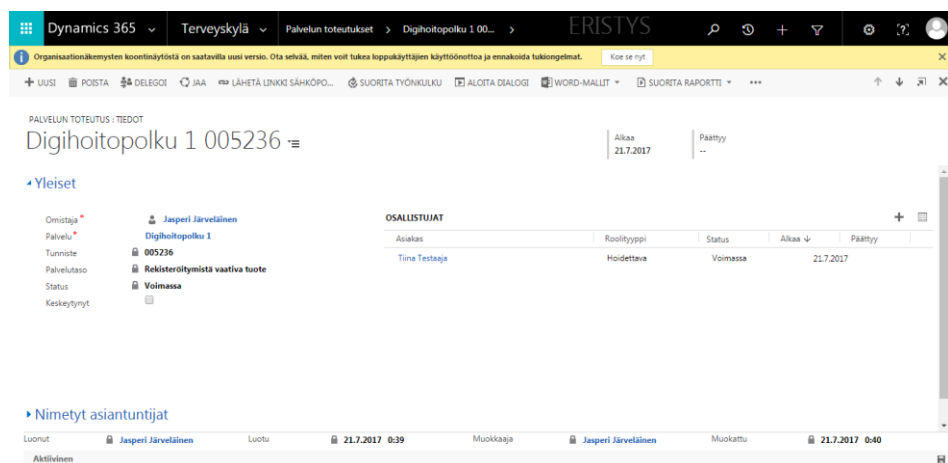 Dynamics 365 Terveyskylä Palvelun toteutukset > Digihoitopolku 1 00... > ERISTYS
Organisaationäkemysten koontinäytöstä on saatavilla uusi versio. Ota selvää, miten voit tukea loppukäyttäjien käyttöönottoa ja ennakoida tukiongelmat. Koe se nyt
UUSI POISTA DELEGOI JAA LÄHETÄ LINKKI SÄHKÖPO... SUORITA TYÖNKULKU ALOITA DIALOGI WORD-MALLIT SUORITA RAPORTTI
PALVELUN TOTEUTUS : TIEDOT
Digihoitopolku 1 005236
Alkaa Päättyy
21.7.2017 --
Yleiset
Omistaja * Jasperi Järveläinen OSALLISTUJAT
Palvelu * Digihoitopolku 1 Asiakas Roolityyppi Status Alkaa Päättyy
Tunniste 005236 Tiina Testaaja Hoidettava Voimassa 21.7.2017
Palvelutaso Rekisteröitymistä vaativa tuote
Status Voimassa
Keskeytynyt
Nimetyt asiantuntijat
Luonut Jasperi Järveläinen Luotu 21.7.2017 0:39 Muokkaaja Jasperi Järveläinen Muokattu 21.7.2017 0:40
Aktiivinen